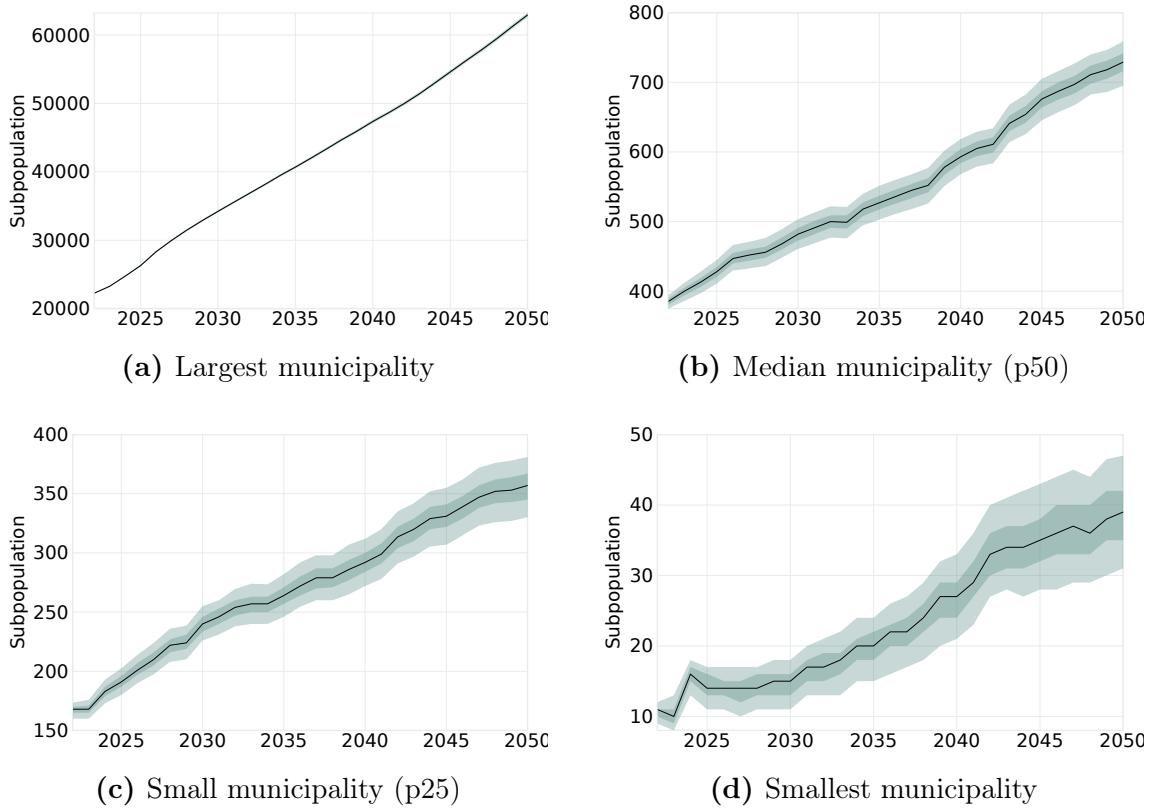 60000
50000
40000
30000
20000
Subpopulation
2025 2030 2035 2040 2045 2050
(a) Largest municipality
800
700
600
500
400
Subpopulation
2025 2030 2035 2040 2045 2050
(b) Median municipality (p50)
400
350
300
250
200
150
Subpopulation
2025 2030 2035 2040 2045 2050
(c) Small municipality (p25)
50
40
30
20
10
Subpopulation
2025 2030 2035 2040 2045 2050
(d) Smallest municipality